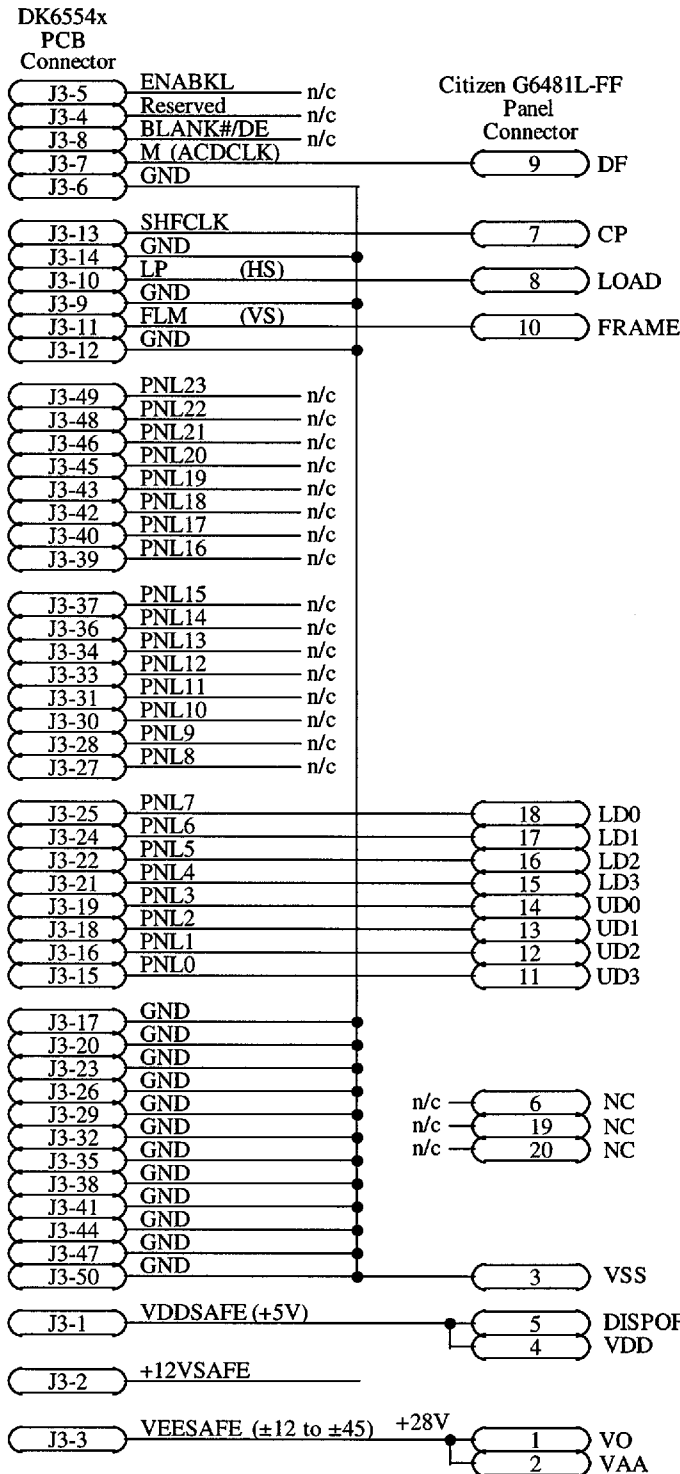 DK6554x
PCB
Connector
Citizen G6481L-FF
Panel
Connector
J3-5 ENABKL n/c
J3-4 Reserved n/c
J3-8 BLANK#/DE n/c
J3-7 M (ACDCLK) 9 DF
J3-6 GND
J3-13 SHFCLK 7 CP
J3-14 GND
J3-10 LP (HS) 8 LOAD
J3-9 GND
J3-11 FLM (VS) 10 FRAME
J3-12 GND
J3-49 PNL23 n/c
J3-48 PNL22 n/c
J3-46 PNL21 n/c
J3-45 PNL20 n/c
J3-43 PNL19 n/c
J3-42 PNL18 n/c
J3-40 PNL17 n/c
J3-39 PNL16 n/c
J3-37 PNL15 n/c
J3-36 PNL14 n/c
J3-34 PNL13 n/c
J3-33 PNL12 n/c
J3-31 PNL11 n/c
J3-30 PNL10 n/c
J3-28 PNL9 n/c
J3-27 PNL8 n/c
J3-25 PNL7 18 LD0
J3-24 PNL6 17 LD1
J3-22 PNL5 16 LD2
J3-21 PNL4 15 LD3
J3-19 PNL3 14 UD0
J3-18 PNL2 13 UD1
J3-16 PNL1 12 UD2
J3-15 PNL0 11 UD3
J3-17 GND
J3-20 GND
J3-23 GND
J3-26 GND
J3-29 GND n/c 6 NC
J3-32 GND n/c 19 NC
J3-35 GND n/c 20 NC
J3-38 GND
J3-41 GND
J3-44 GND
J3-47 GND
J3-50 GND 3 VSS
J3-1 VDDSAFE (+5V) 5 DISPOF
4 VDD
J3-2 +12VSAFE
J3-3 VEESAFE (±12 to ±45) +28V 1 VO
2 VAA